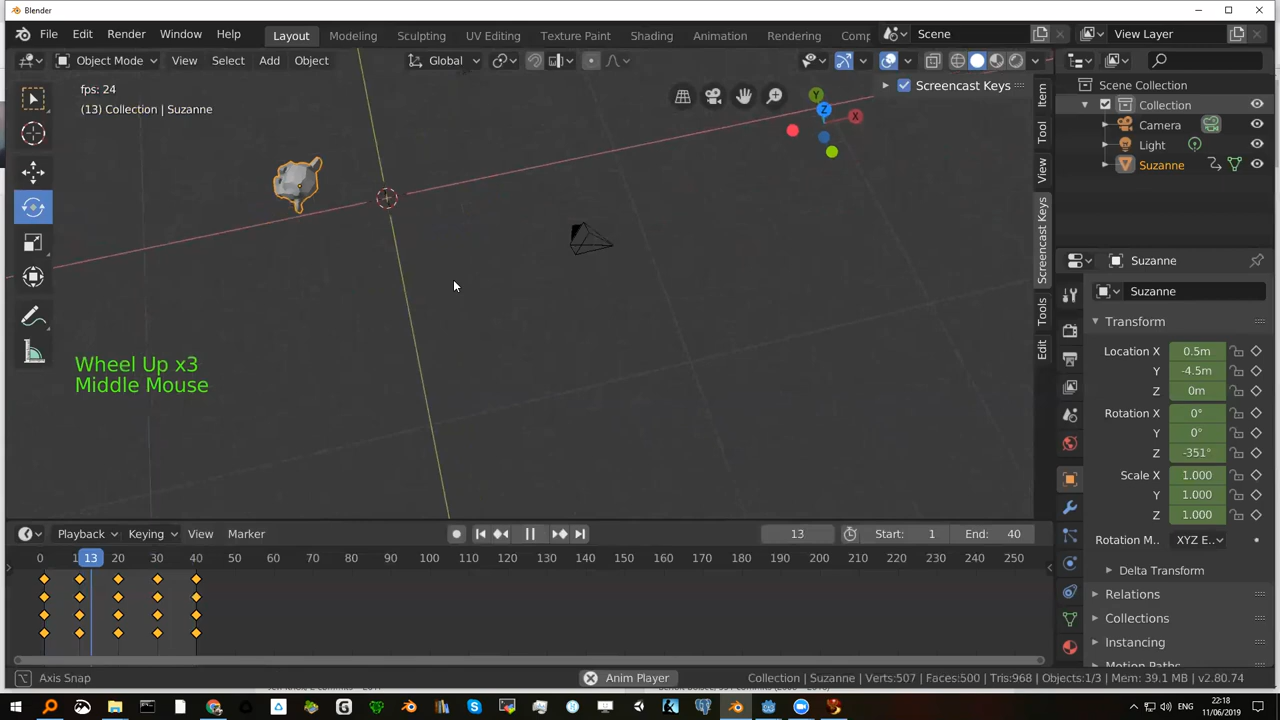 Blender
File Edit Render Window Help Layout Modeling Sculpting UV Editing Texture Paint Shading Animation Rendering Comp Scene View Layer
Object Mode View Select Add Object Global
fps: 24
(13) Collection | Suzanne
Screencast Keys
Y
Z
X
Item
Tool
View
Screencast Keys
Tools
Edit
Scene Collection
Collection
Camera
Light
Suzanne
Suzanne
Suzanne
Transform
Location X 0.5m
Y -4.5m
Z 0m
Rotation X 0°
Y 0°
Z -351°
Scale X 1.000
Y 1.000
Z 1.000
Rotation M.. XYZ E..
Delta Transform
Relations
Collections
Instancing
Motion Paths
Wheel Up x3
Middle Mouse
Playback Keying View Marker 13 Start: 1 End: 40
0 13 20 30 40 50 60 70 80 90 100 110 120 130 140 150 160 170 180 190 200 210 220 230 240 250
Axis Snap Anim Player Collection | Suzanne | Verts:507 | Faces:500 | Tris:968 | Objects:1/3 | Mem: 39.1 MB | v2.80.74
ENG
22:18
11/06/2019